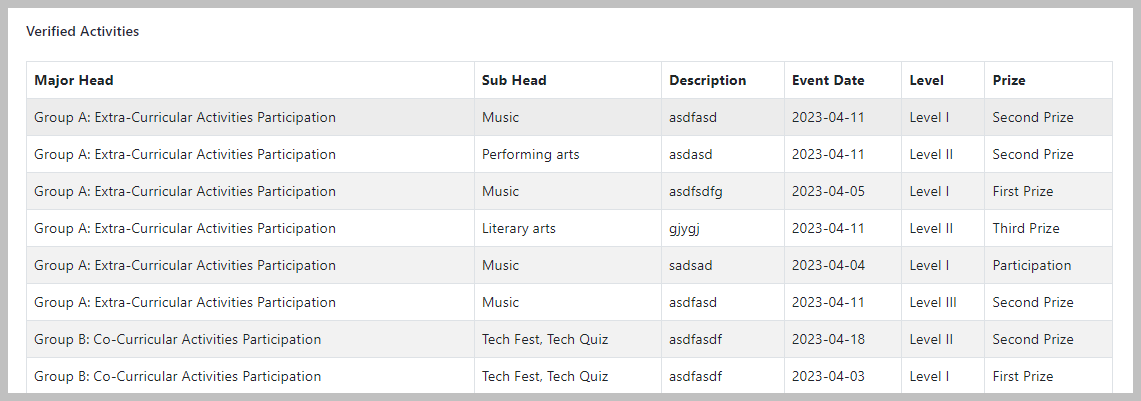 Verified Activities
Major Head Sub Head Description Event Date Level Prize
Group A: Extra-Curricular Activities Participation Music asdfasd 2023-04-11 Level I Second Prize
Group A: Extra-Curricular Activities Participation Performing arts asdasd 2023-04-11 Level II Second Prize
Group A: Extra-Curricular Activities Participation Music asdfsdfg 2023-04-05 Level I First Prize
Group A: Extra-Curricular Activities Participation Literary arts gjygj 2023-04-11 Level II Third Prize
Group A: Extra-Curricular Activities Participation Music sadsad 2023-04-04 Level I Participation
Group A: Extra-Curricular Activities Participation Music asdfasd 2023-04-11 Level III Second Prize
Group B: Co-Curricular Activities Participation Tech Fest, Tech Quiz asdfasdf 2023-04-18 Level II Second Prize
Group B: Co-Curricular Activities Participation Tech Fest, Tech Quiz asdfasdf 2023-04-03 Level I First Prize